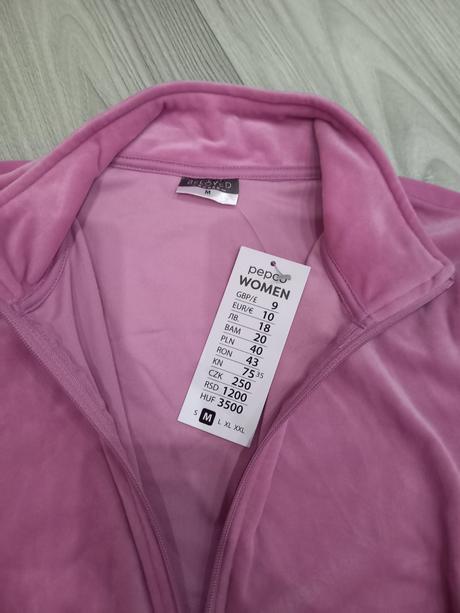 M
pepco
WOMEN
GBP/£ 9
EUR/€ 10
ЛВ. 18
BAM 20
PLN 40
RON 43
KN 75 35
CZK 250
RSD 1200
HUF 3500
S M L XL XXL